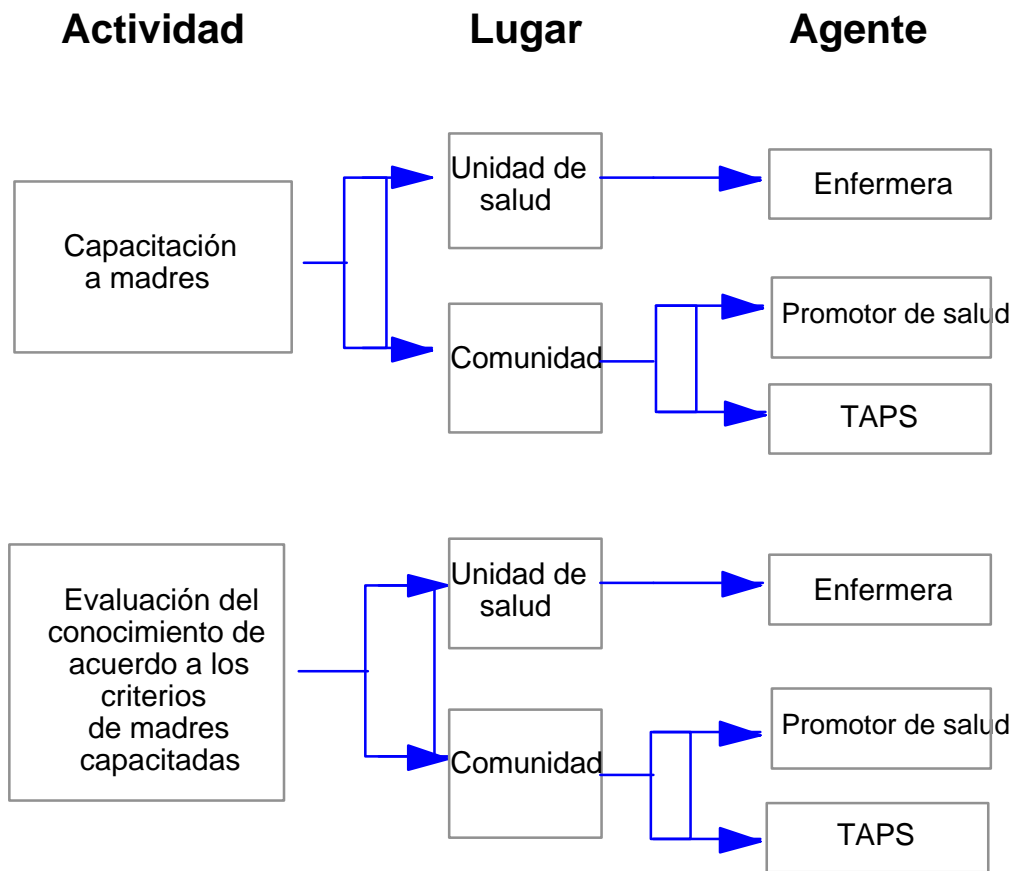 Actividad
Lugar
Agente
Capacitación
a madres
Unidad de
salud
Enfermera
Comunidad
Promotor de salud
TAPS
Evaluación del
conocimiento de
acuerdo a los
criterios
de madres
capacitadas
Unidad de
salud
Enfermera
Comunidad
Promotor de salud
TAPS